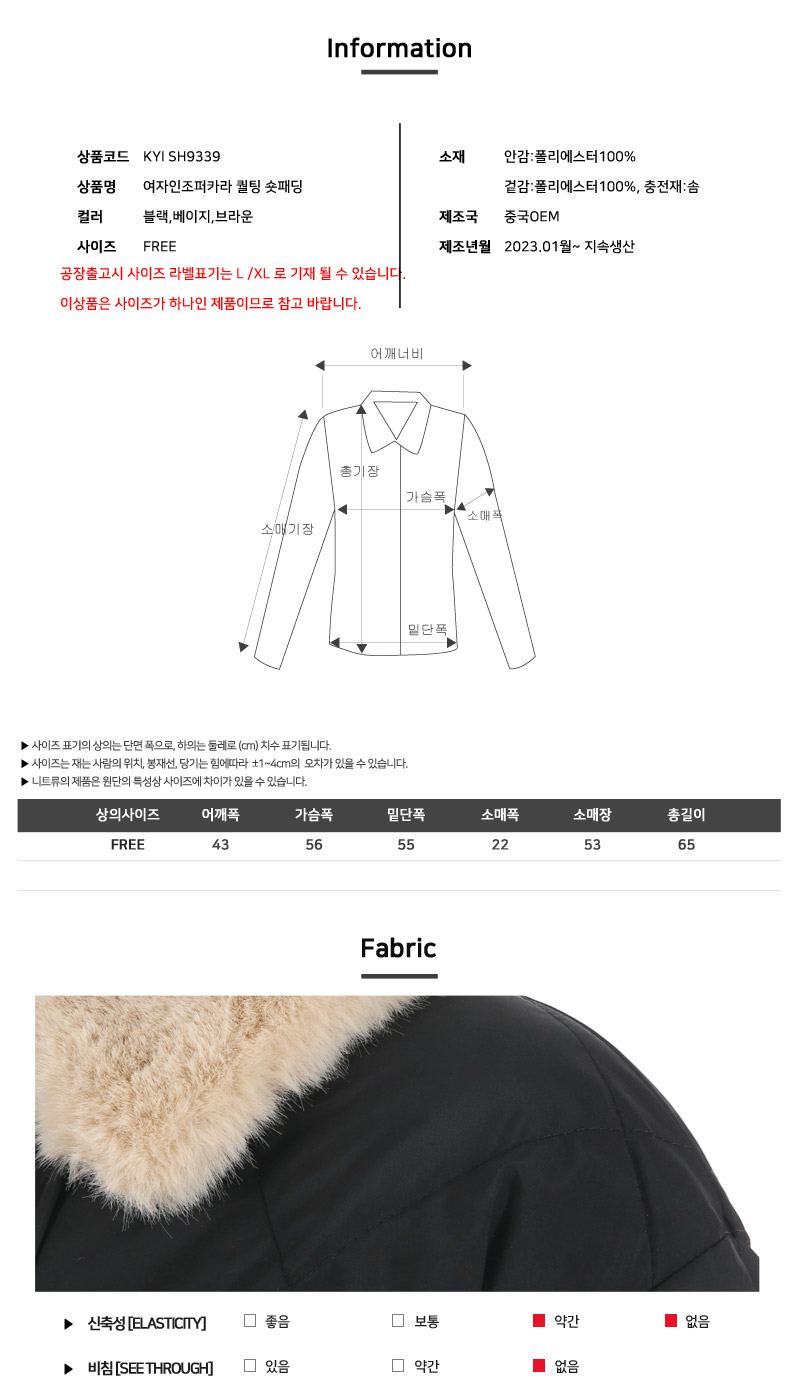 Information
상품코드 KYI SH9339
상품명 여자인조퍼카라 퀄팅 숏패딩
컬러 블랙,베이지,브라운
사이즈 FREE
공장출고시 사이즈 라벨표기는 L /XL 로 기재 될 수 있습니다.
이상품은 사이즈가 하나인 제품이므로 참고 바랍니다.
소재 안감:폴리에스터100%
겉감:폴리에스터100%, 충전재:솜
제조국 중국OEM
제조년월 2023.01월~ 지속생산
어깨너비
총기장
가슴폭
소매폭
소매기장
밑단폭
▶ 사이즈 표기의 상의는 단면 폭으로, 하의는 둘레로 (cm) 치수 표기됩니다.
▶ 사이즈는 재는 사람의 위치, 봉재선, 당기는 힘에따라 ±1~4cm의 오차가 있을 수 있습니다.
▶ 니트류의 제품은 원단의 특성상 사이즈에 차이가 있을 수 있습니다.
상의사이즈 어깨폭 가슴폭 밑단폭 소매폭 소매장 총길이
FREE 43 56 55 22 53 65
Fabric
▶ 신축성 [ELASTICITY] □ 좋음 □ 보통 ■ 약간 ■ 없음
▶ 비침 [SEE THROUGH] □ 있음 □ 약간 ■ 없음